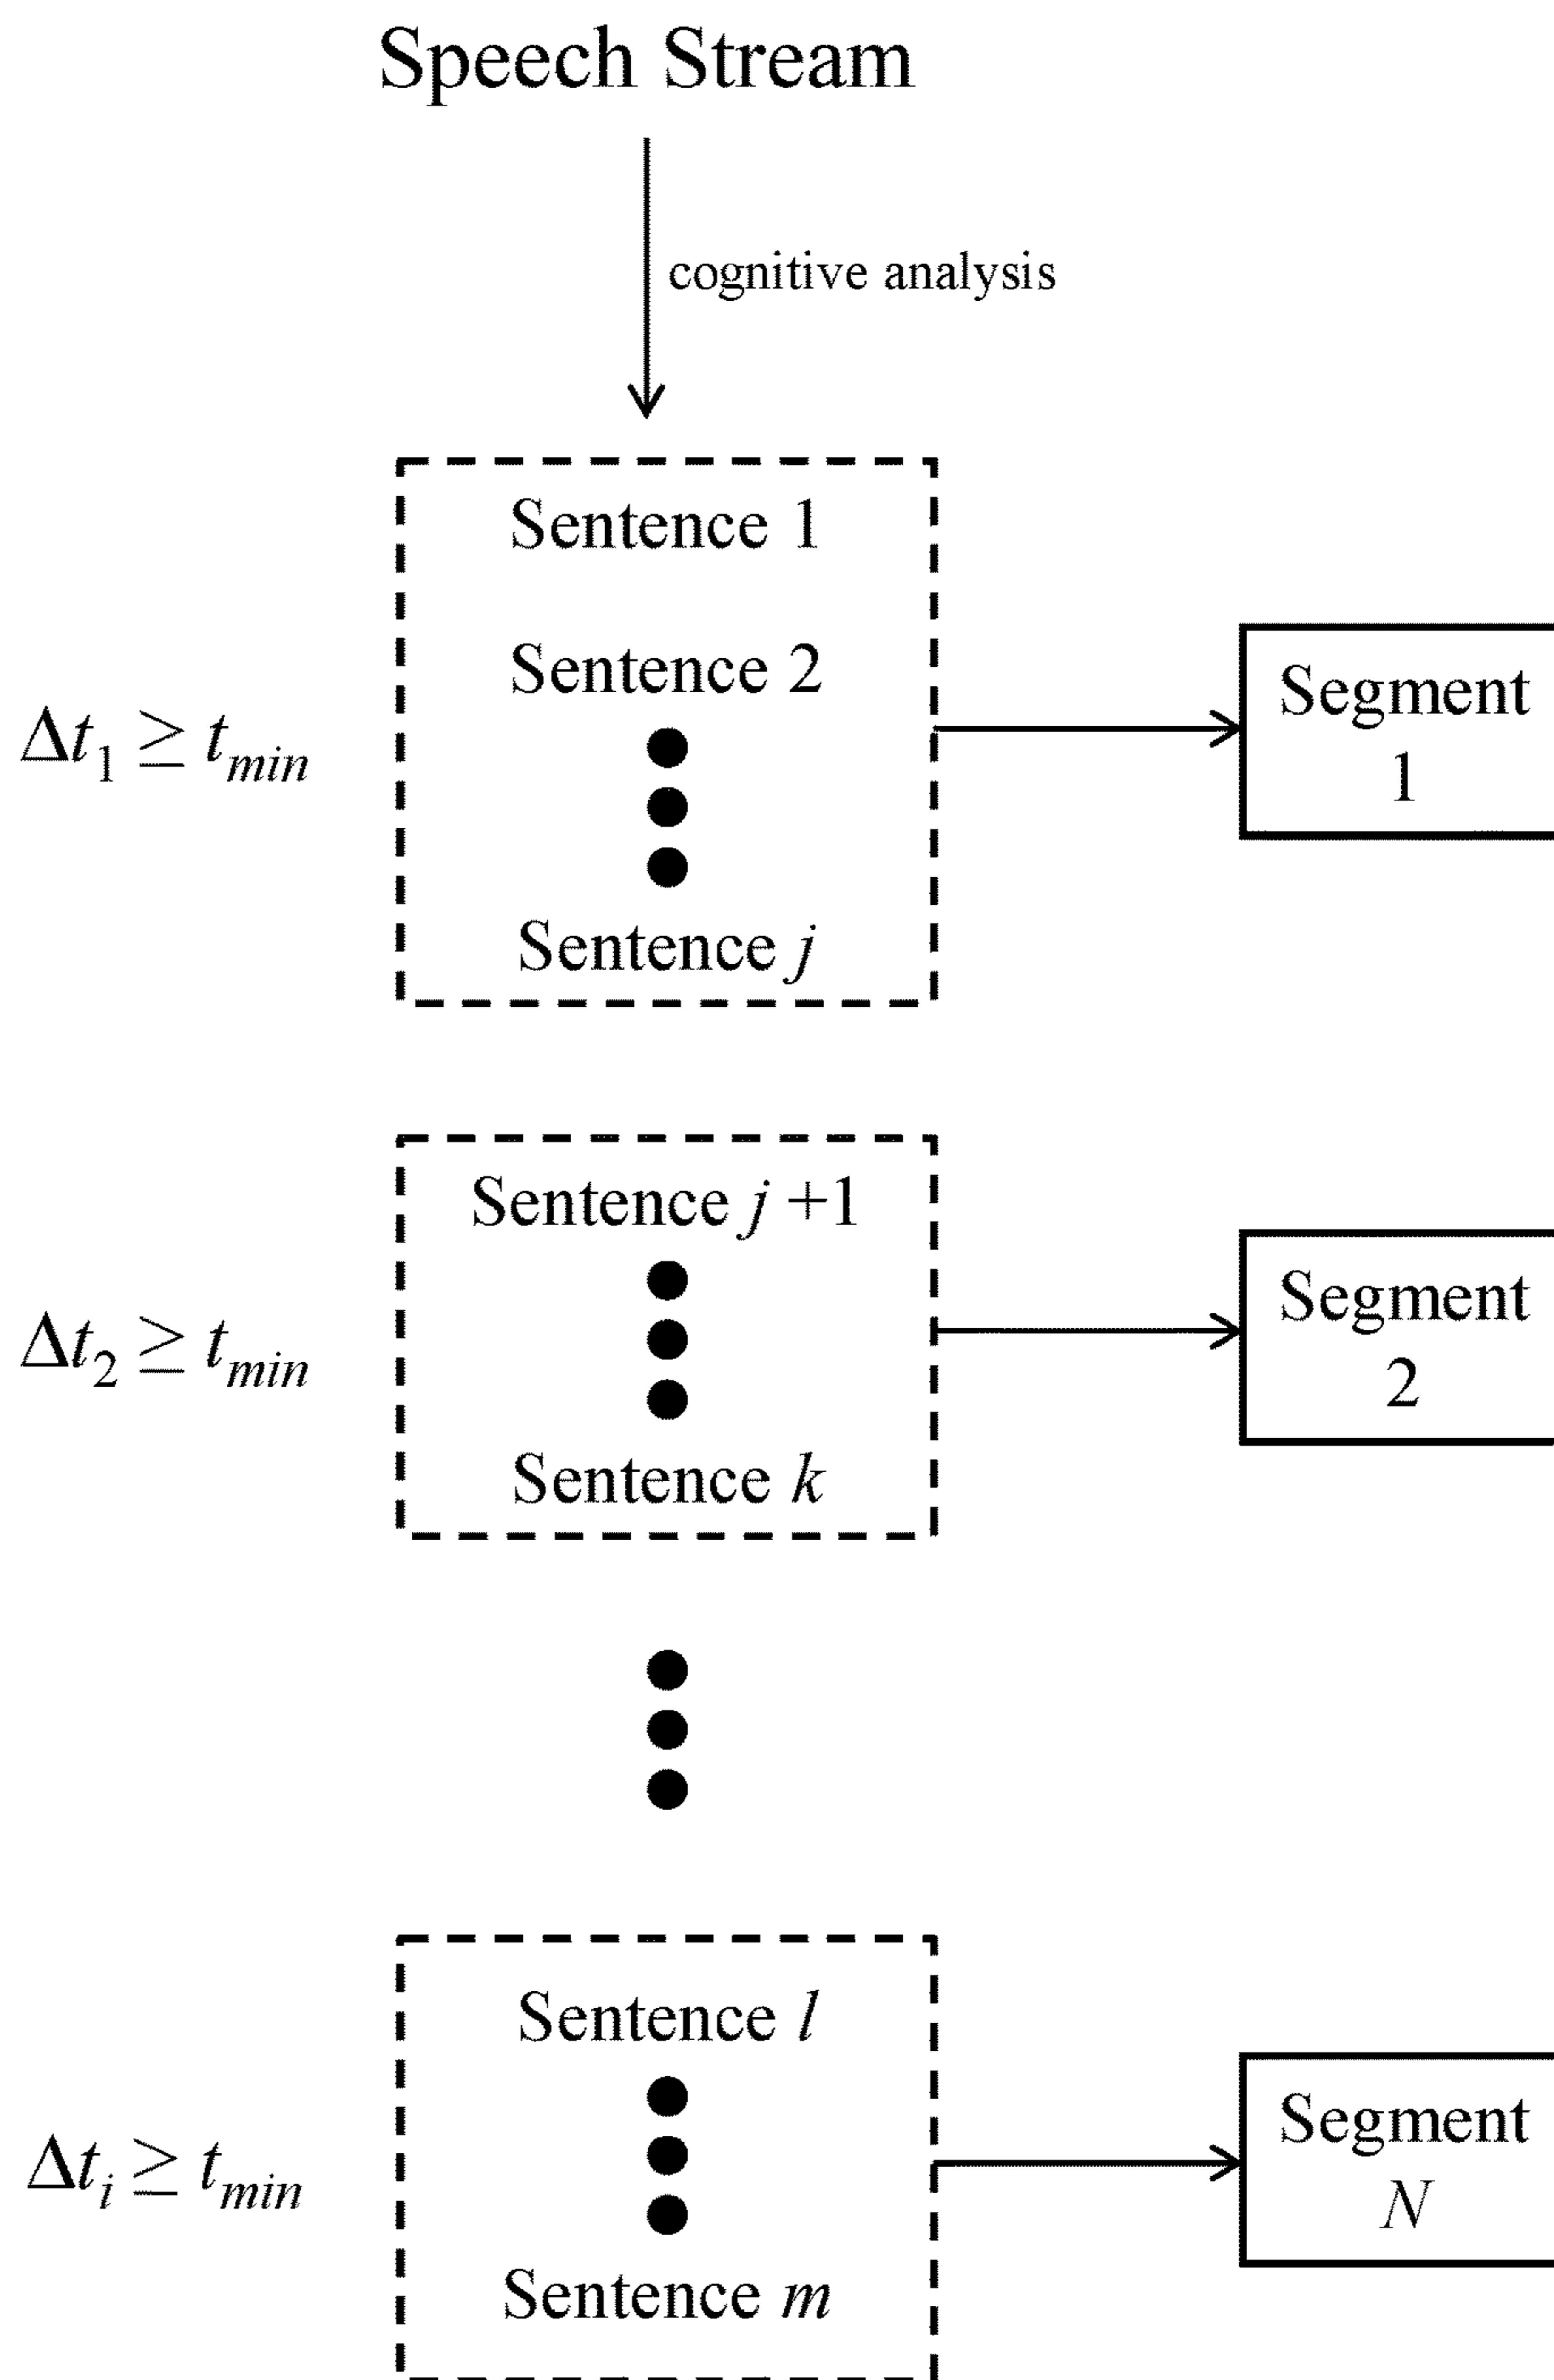 Speech Stream
cognitive analysis
Sentence 1
Sentence 2
Δt₁ ≥ tₘᵢₙ
Segment
1
Sentence j
Sentence j +1
Δt₂ ≥ tₘᵢₙ
Segment
2
Sentence k
Sentence l
Δtᵢ ≥ tₘᵢₙ
Segment
N
Sentence m